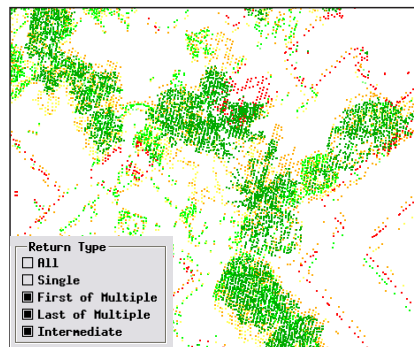 Return Type
All
Single
First of Multiple
Last of Multiple
Intermediate